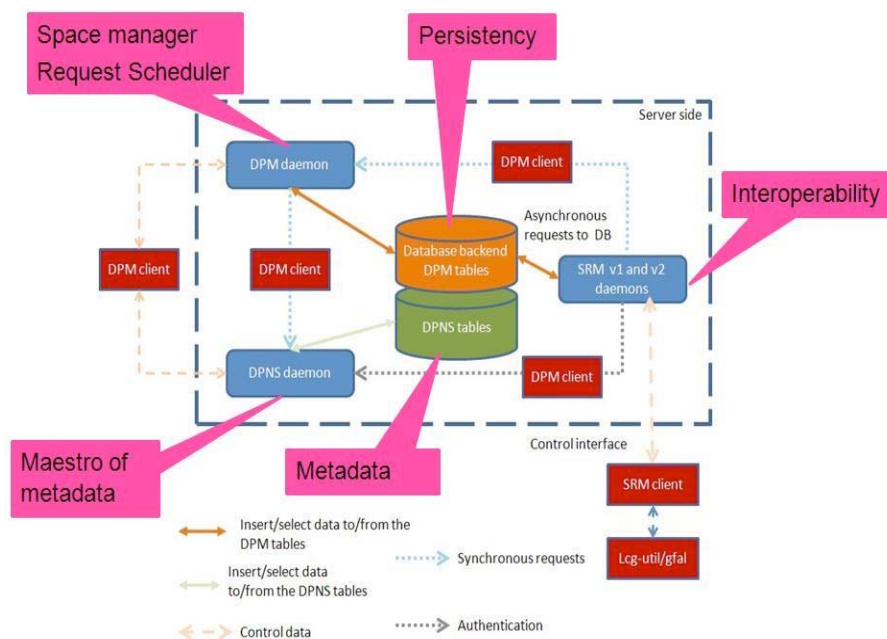 Space manager
Request Scheduler
Persistency
Server side
DPM daemon
DPM client
Interoperability
Asynchronous
requests to DB
Database backend
DPM tables
DPM client
DPM client
SRM v1 and v2
daemons
DPNS tables
DPNS daemon
DPM client
Control interface
Maestro of
metadata
Metadata
SRM client
Insert/select data to/from the
DPM tables
Synchronous requests
Lcg-util/gfal
Insert/select data
to/from the DPNS tables
Control data
Authentication